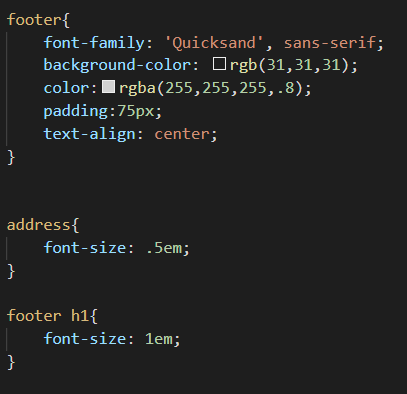 footer{
font-family: 'Quicksand', sans-serif;
background-color: rgb(31,31,31);
color: rgba(255,255,255,.8);
padding:75px;
text-align: center;
}
address{
font-size: .5em;
}
footer h1{
font-size: 1em;
}